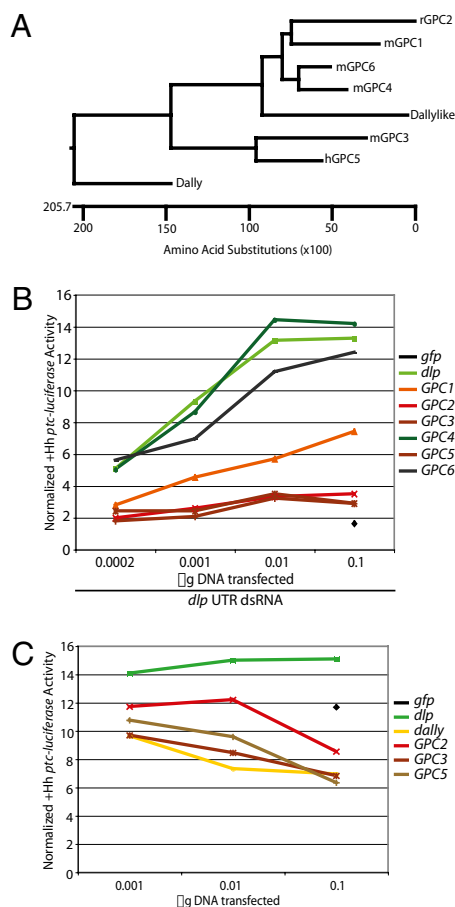 A
rGPC2
mGPC1
mGPC6
mGPC4
Dallylike
mGPC3
hGPC5
Dally
205.7
200 150 100 50 0
Amino Acid Substitutions (x100)
B
Normalized +Hh ptc-luciferase Activity
16
14
12
10
8
6
4
2
0
0.0002 0.001 0.01 0.1
▯g DNA transfected
dlp UTR dsRNA
gfp
dlp
GPC1
GPC2
GPC3
GPC4
GPC5
GPC6
C
Normalized +Hh ptc-luciferase Activity
16
14
12
10
8
6
4
2
0
0.001 0.01 0.1
▯g DNA transfected
gfp
dlp
dally
GPC2
GPC3
GPC5